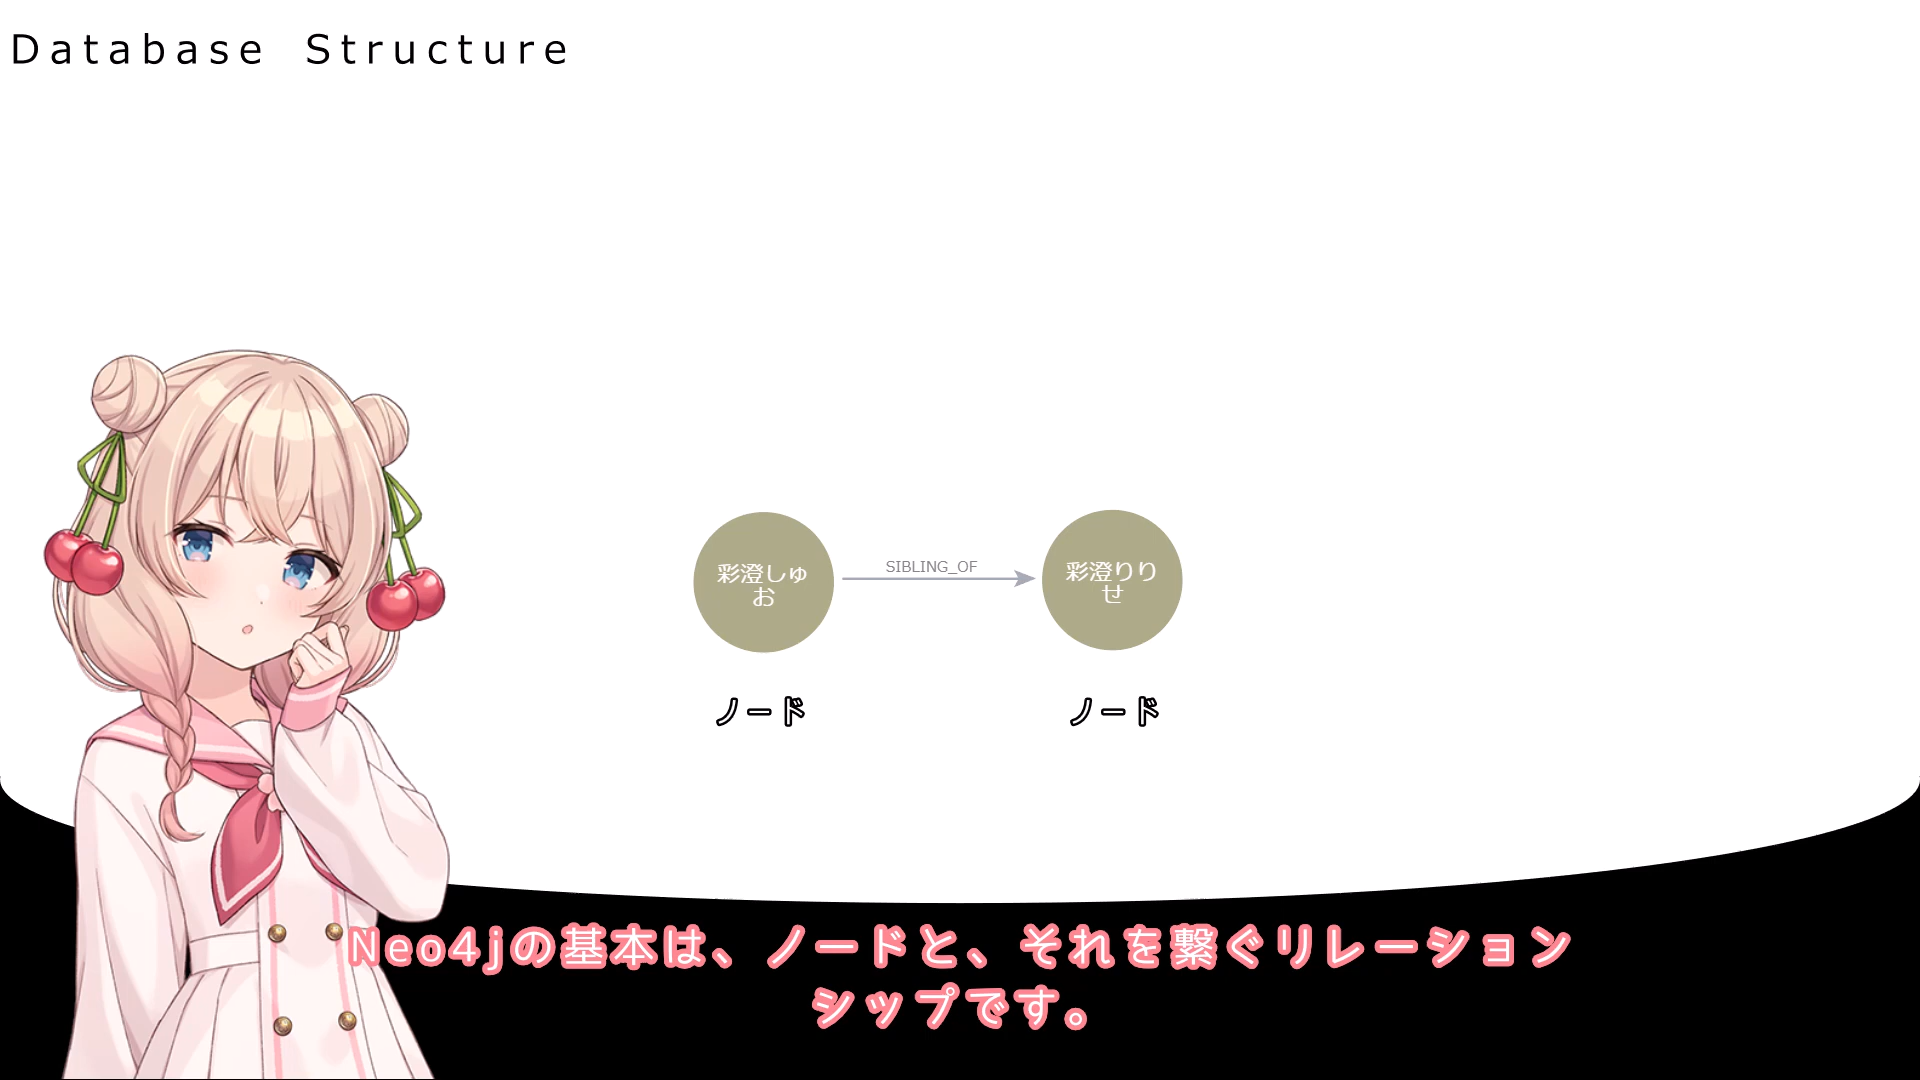 Database Structure
彩澄しゅ
お
SIBLING_OF
彩澄りり
せ
ノード
ノード
Neo4jの基本は、ノードと、それを繋ぐリレーション
シップです。